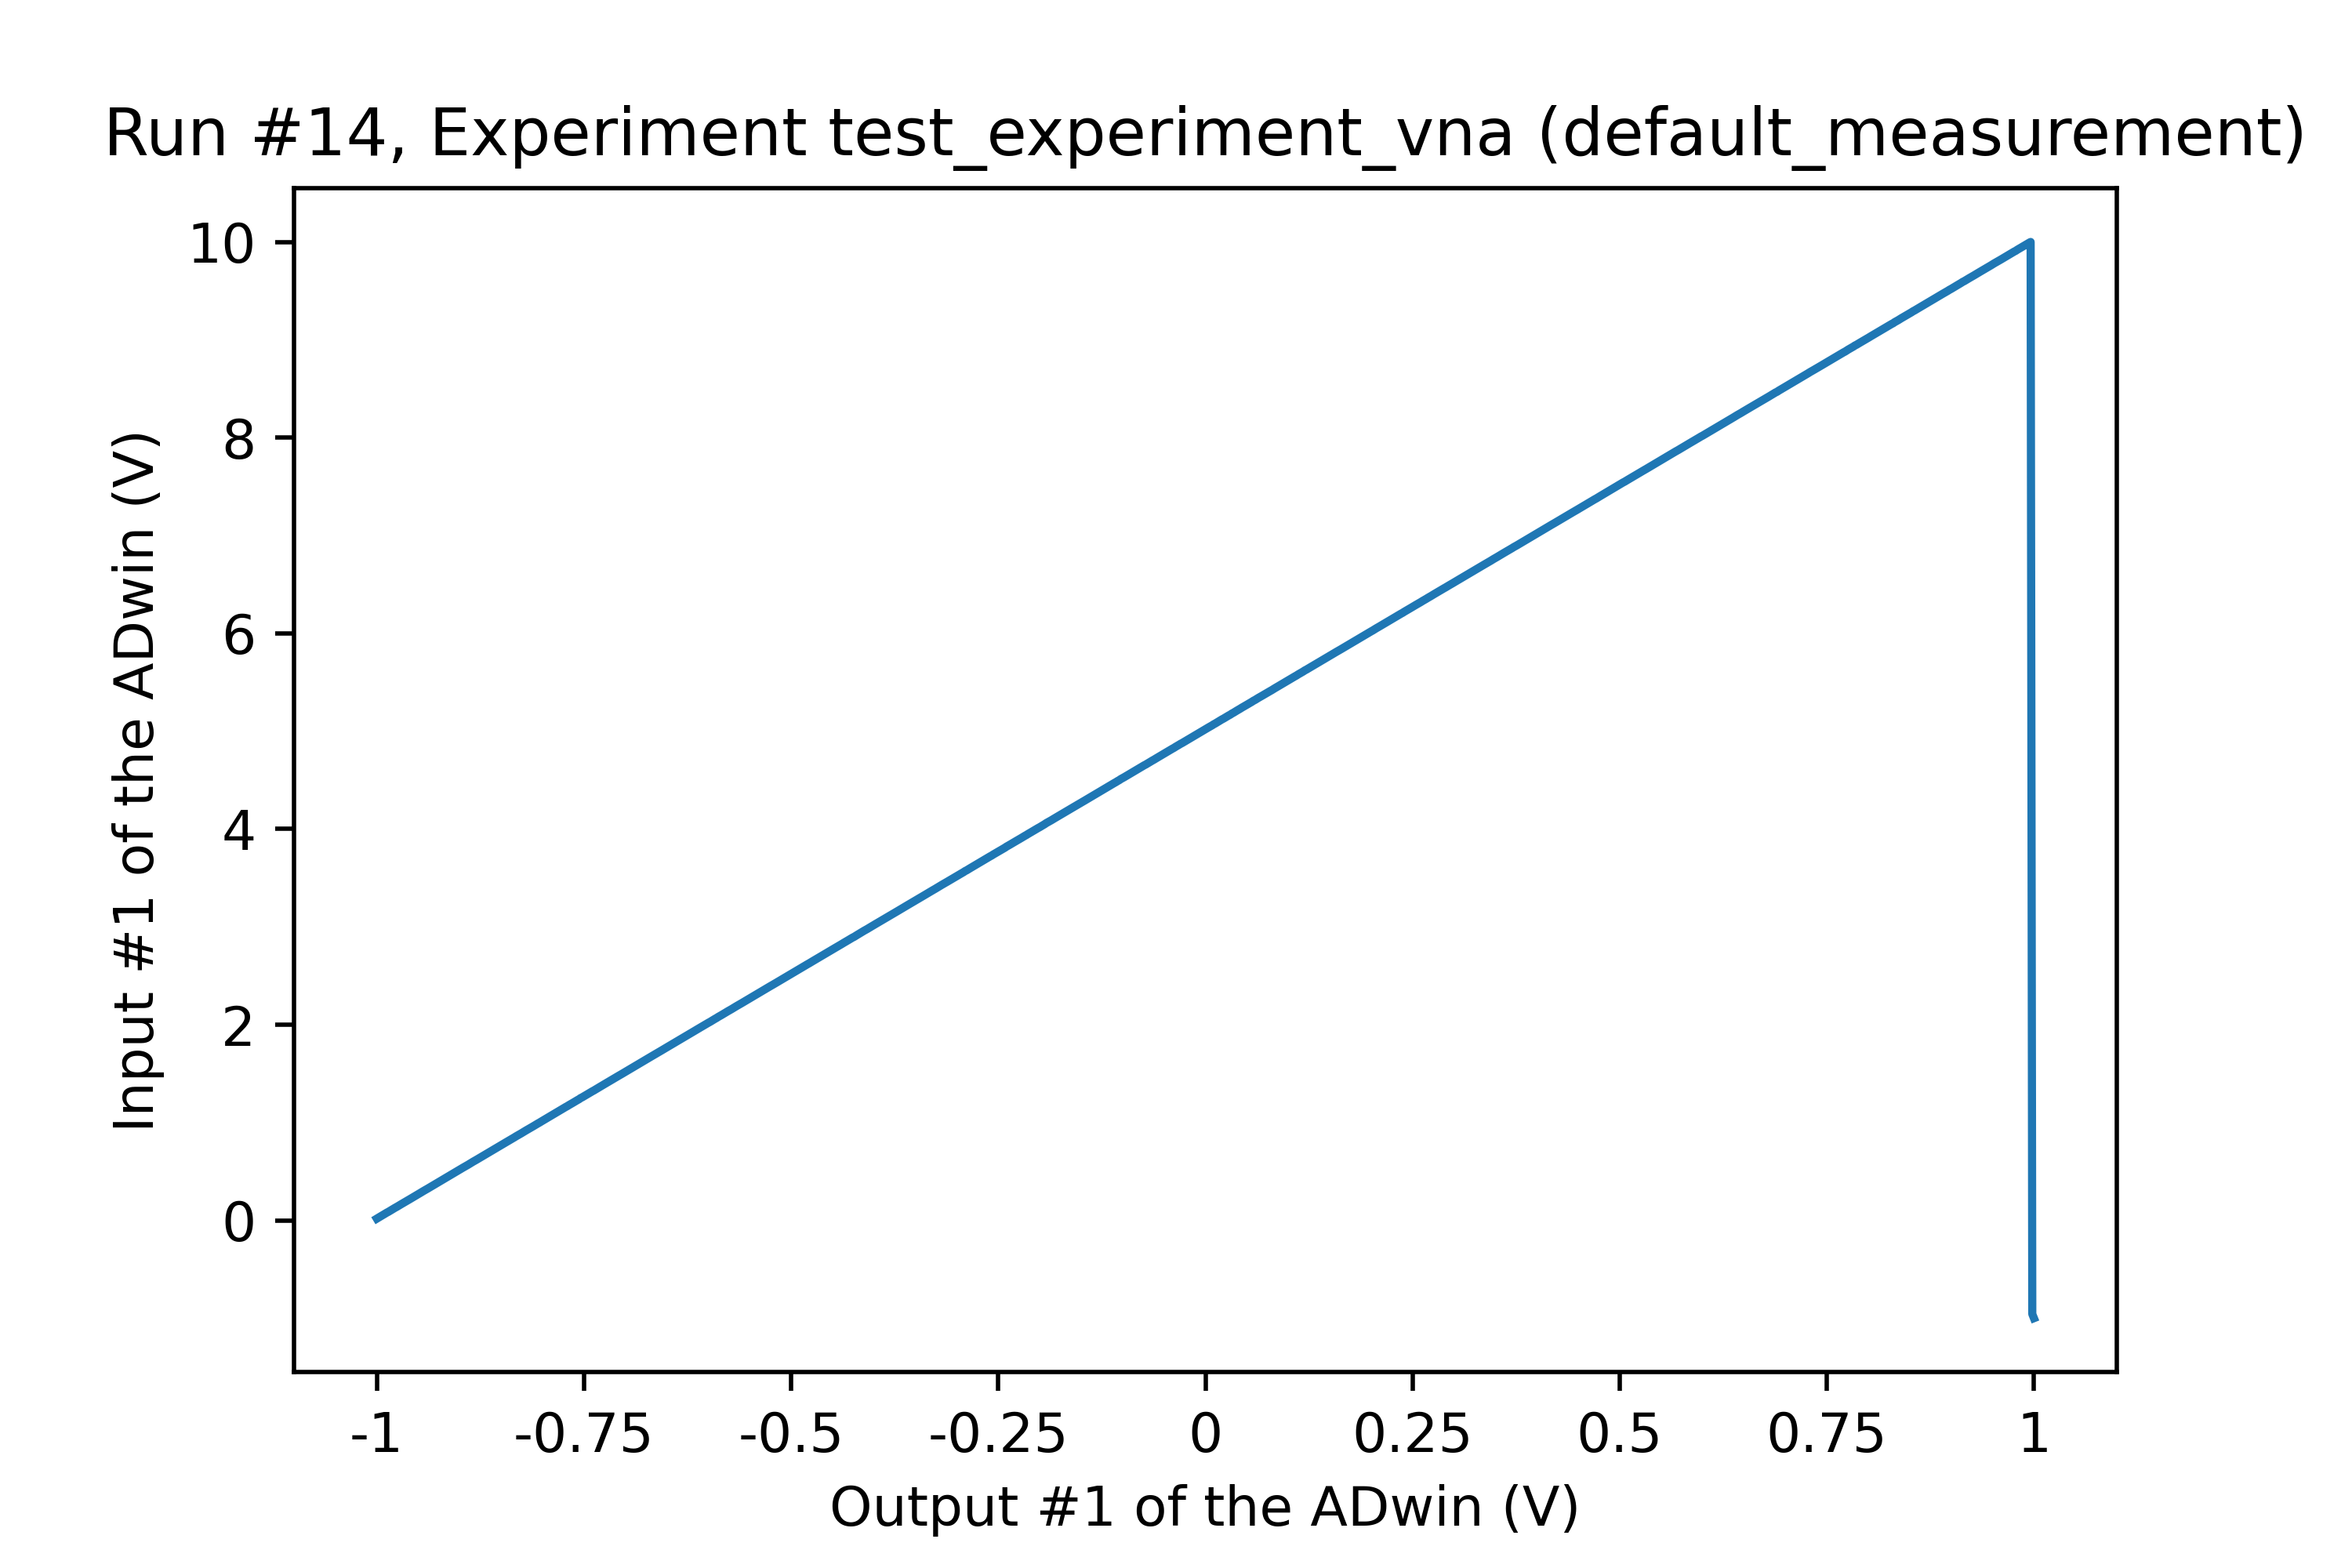 Run #14, Experiment test_experiment_vna (default_measurement)
10
8
6
4
2
0
Input #1 of the ADwin (V)
-1 -0.75 -0.5 -0.25 0 0.25 0.5 0.75 1
Output #1 of the ADwin (V)